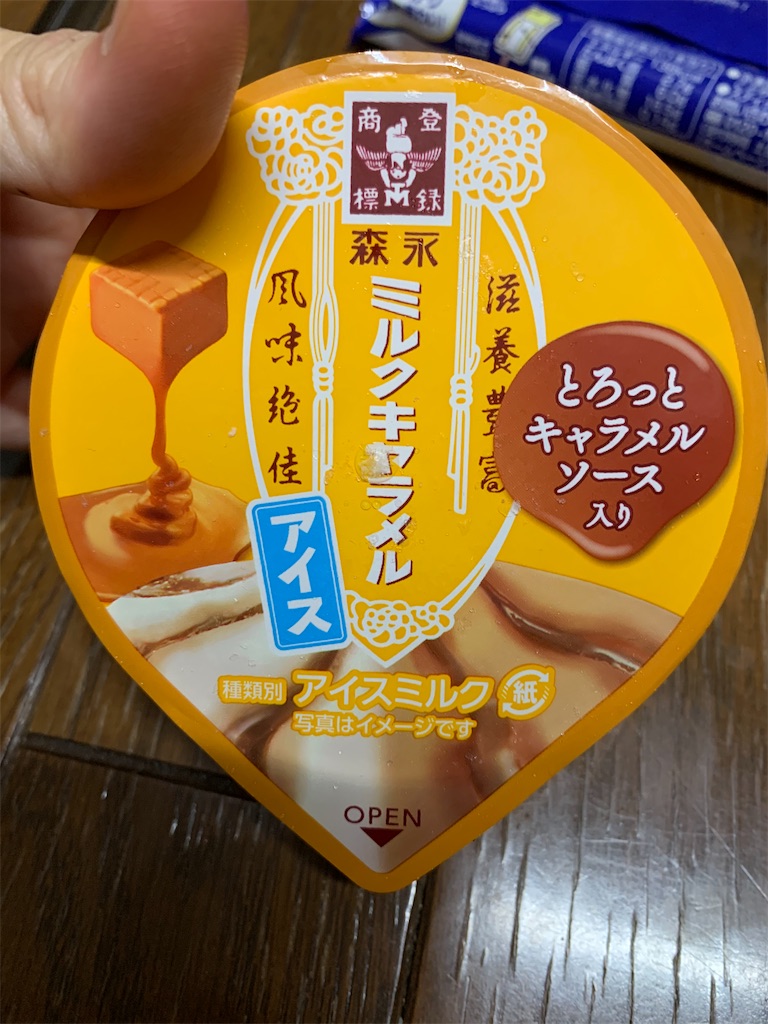 登録
商標
TM
森永
ミルクキャラメル
滋養豊富
風味絶佳
とろっと
キャラメル
ソース
入り
アイス
種類別 アイスミルク 紙
写真はイメージです
OPEN